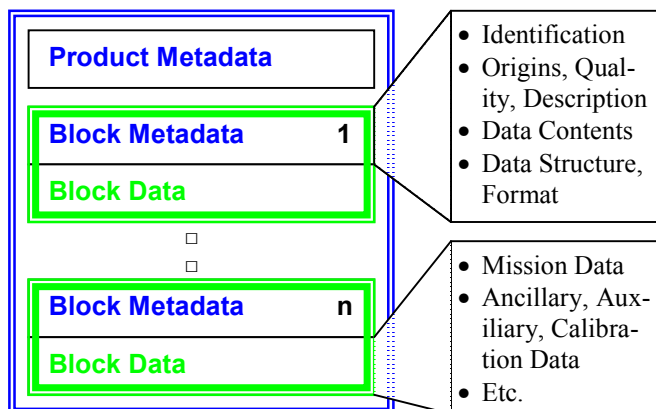 Product Metadata
Block Metadata 1
Block Data
Block Metadata n
Block Data
• Identification
• Origins, Qual-
ity, Description
• Data Contents
• Data Structure,
Format
• Mission Data
• Ancillary, Aux-
iliary, Calibra-
tion Data
• Etc.